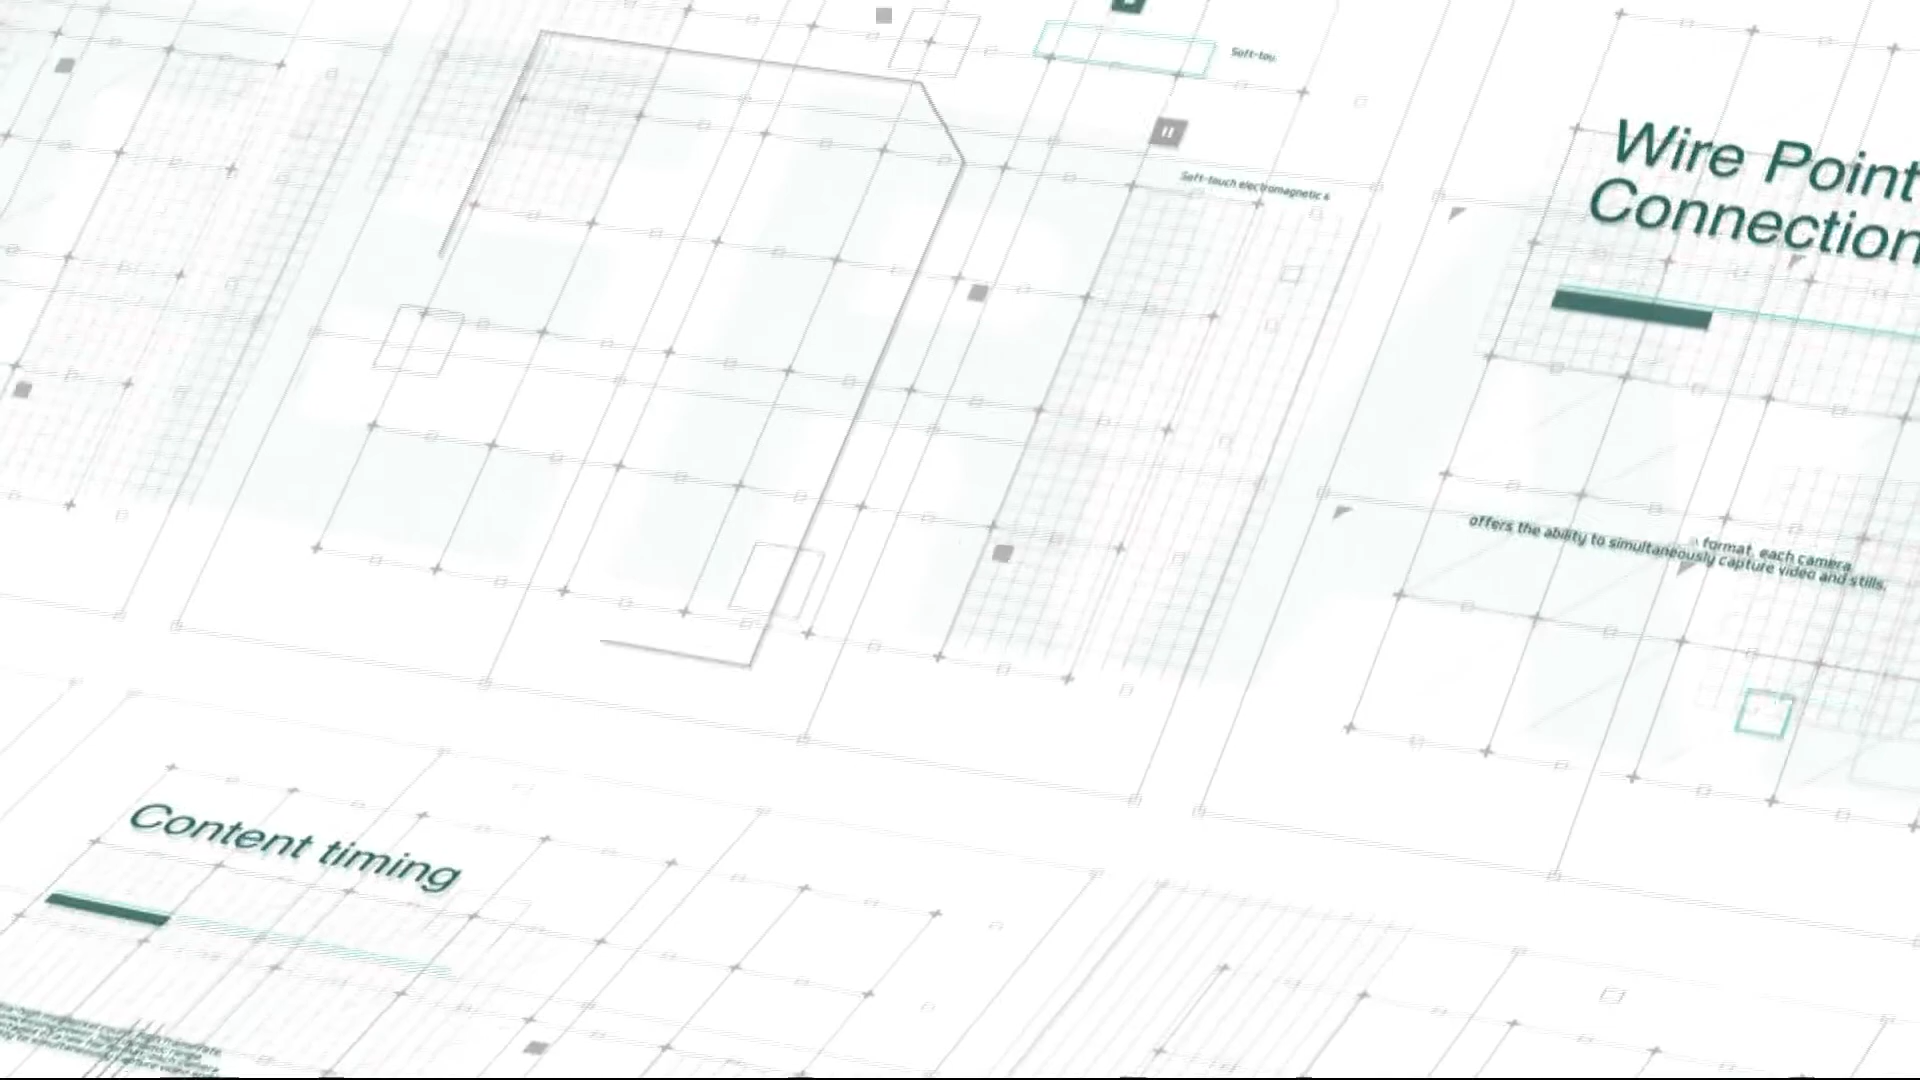 Soft-tou
Soft-touch electromagnetic &
Wire Point
Connection
format, each camera
offers the ability to simultaneously capture video and stills.
Content timing